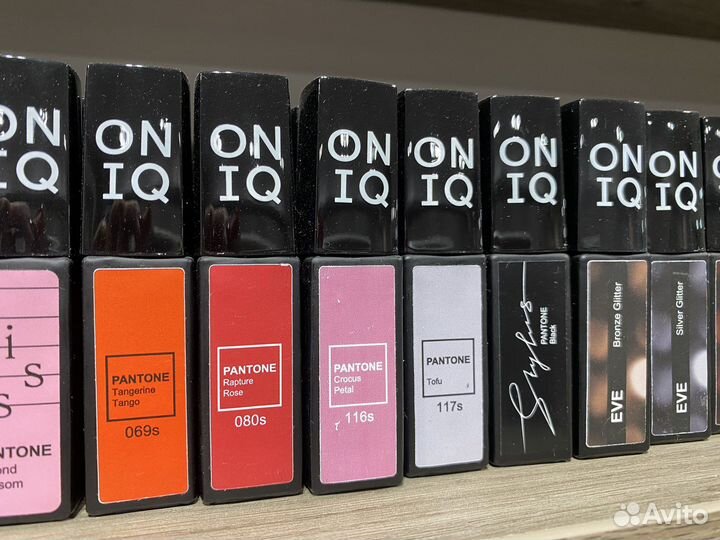 ON
IQ
ON
IQ
ON
IQ
ON
IQ
ON
IQ
ON
IQ
ON
IQ
ON
IQ
is
s
PANTONE
PANTONE
Tangerine
Tango
069s
PANTONE
Rapture
Rose
080s
PANTONE
Crocus
Petal
116s
PANTONE
Tofu
117s
Stylus
PANTONE
Black
EVE
Bronze Glitter
EVE
Silver Glitter
Avito